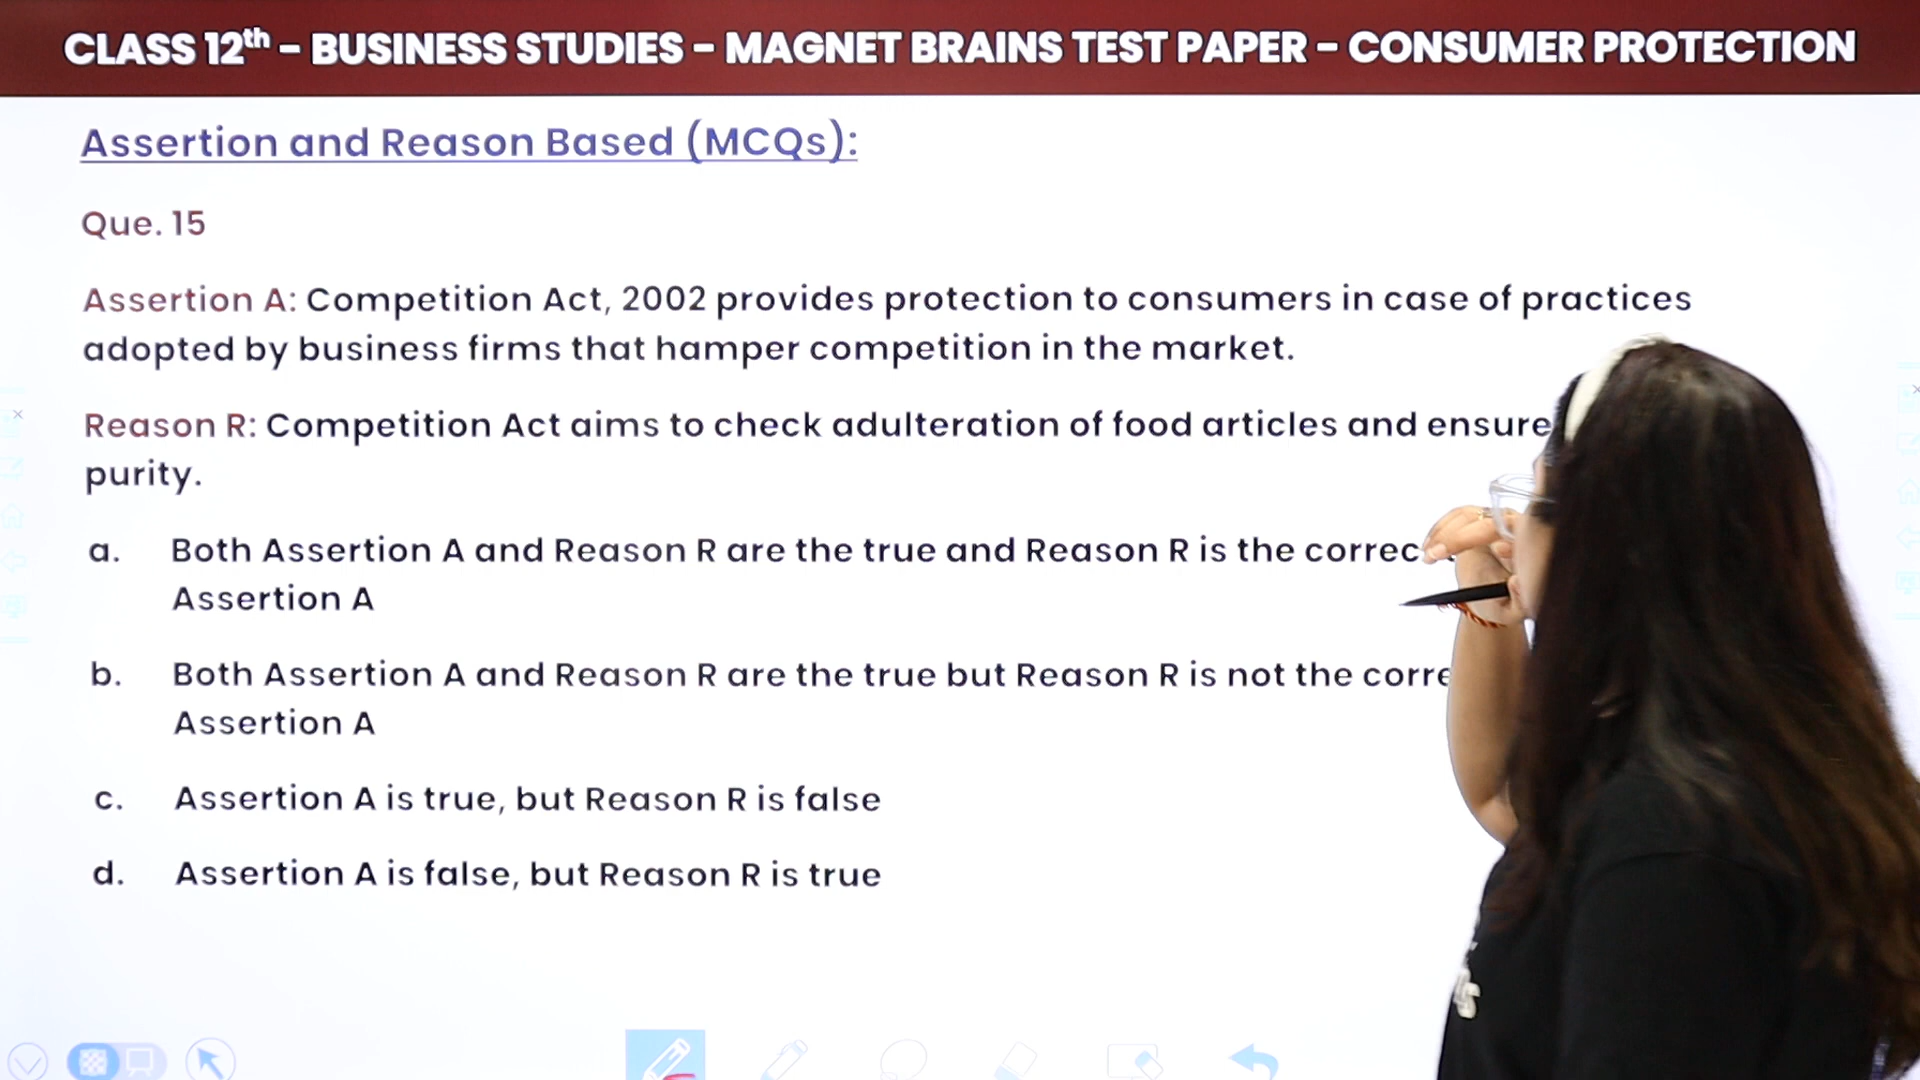 CLASS 12th – BUSINESS STUDIES – MAGNET BRAINS TEST PAPER – CONSUMER PROTECTION
Assertion and Reason Based (MCQs):
Que. 15
Assertion A: Competition Act, 2002 provides protection to consumers in case of practices
adopted by business firms that hamper competition in the market.
Reason R: Competition Act aims to check adulteration of food articles and ensure
purity.
a. Both Assertion A and Reason R are the true and Reason R is the
Assertion A
b. Both Assertion A and Reason R are the true but Reason R is not the
Assertion A
c. Assertion A is true, but Reason R is false
d. Assertion A is false, but Reason R is true